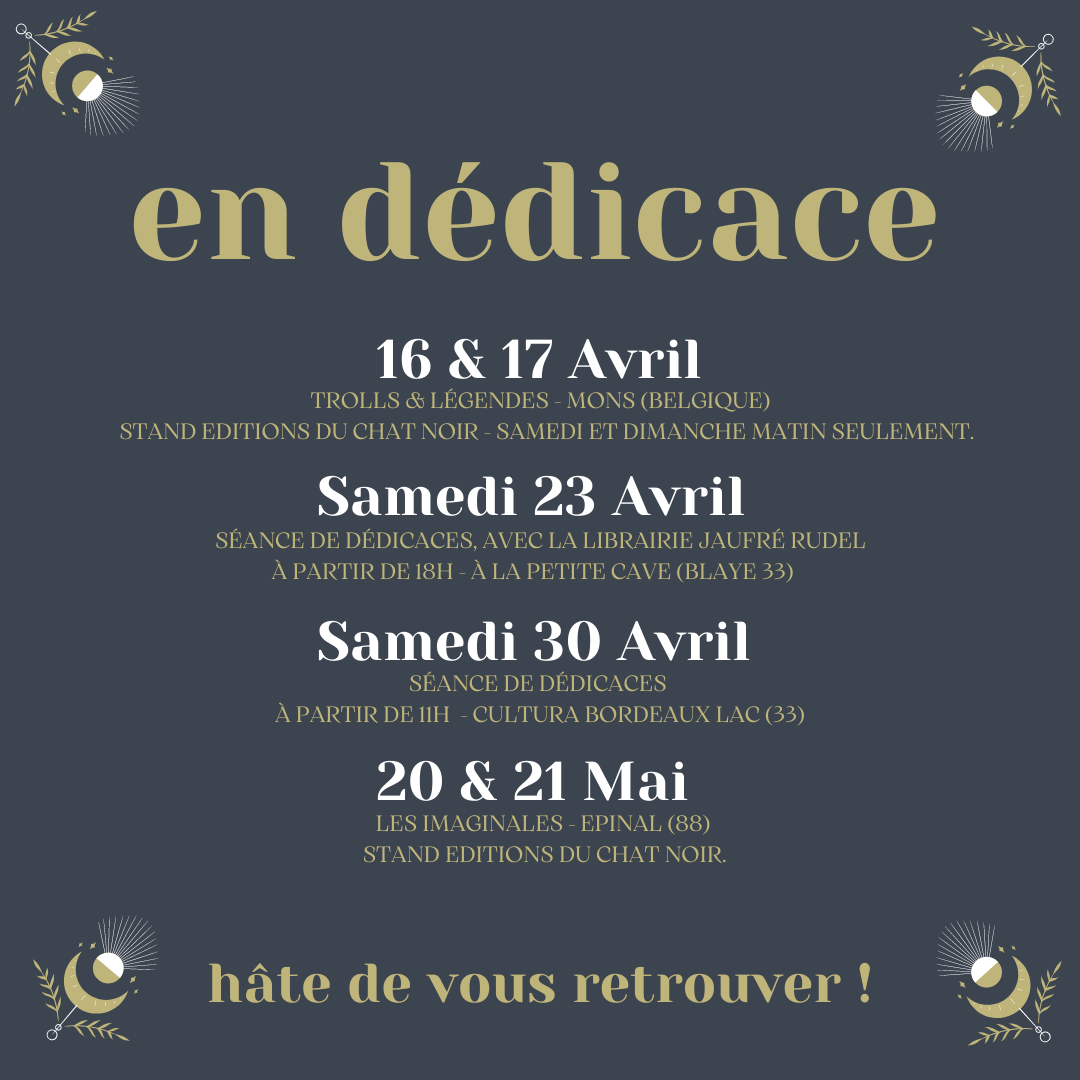 en dédicace
16 & 17 Avril
TROLLS & LÉGENDES - MONS (BELGIQUE)
STAND EDITIONS DU CHAT NOIR - SAMEDI ET DIMANCHE MATIN SEULEMENT.
Samedi 23 Avril
SÉANCE DE DÉDICACES, AVEC LA LIBRAIRIE JAUFRÉ RUDEL
À PARTIR DE 18H - À LA PETITE CAVE (BLAYE 33)
Samedi 30 Avril
SÉANCE DE DÉDICACES
À PARTIR DE 11H - CULTURA BORDEAUX LAC (33)
20 & 21 Mai
LES IMAGINALES - EPINAL (88)
STAND EDITIONS DU CHAT NOIR.
hâte de vous retrouver !